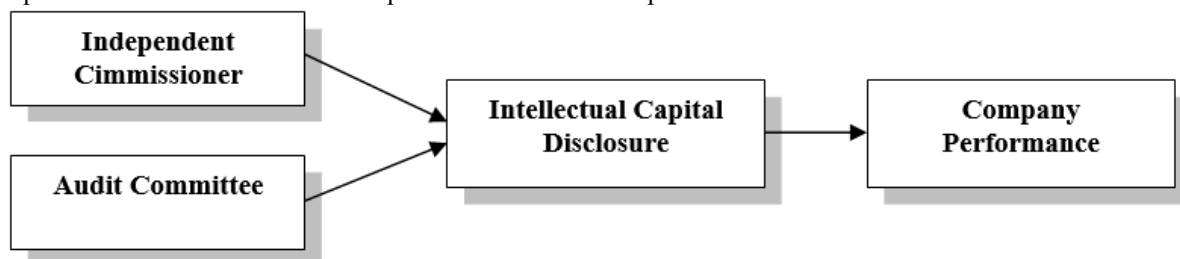 Independent
Cimmissioner
Intellectual Capital
Disclosure
Company
Performance
Audit Committee